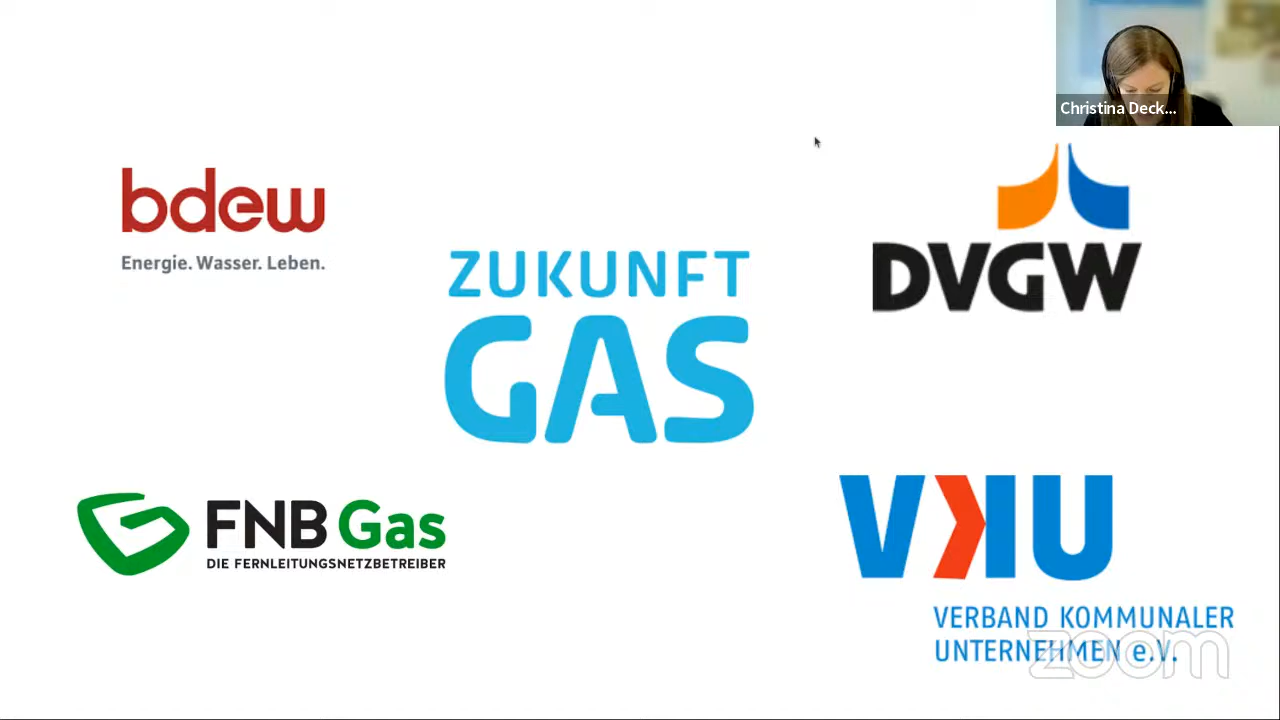 Christina Deck...
bdew
Energie. Wasser. Leben.
ZUKUNFT
GAS
DVGW
FNB Gas
DIE FERNLEITUNGSNETZBETREIBER
VKU
VERBAND KOMMUNALER
UNTERNEHMEN e.V.
zoom